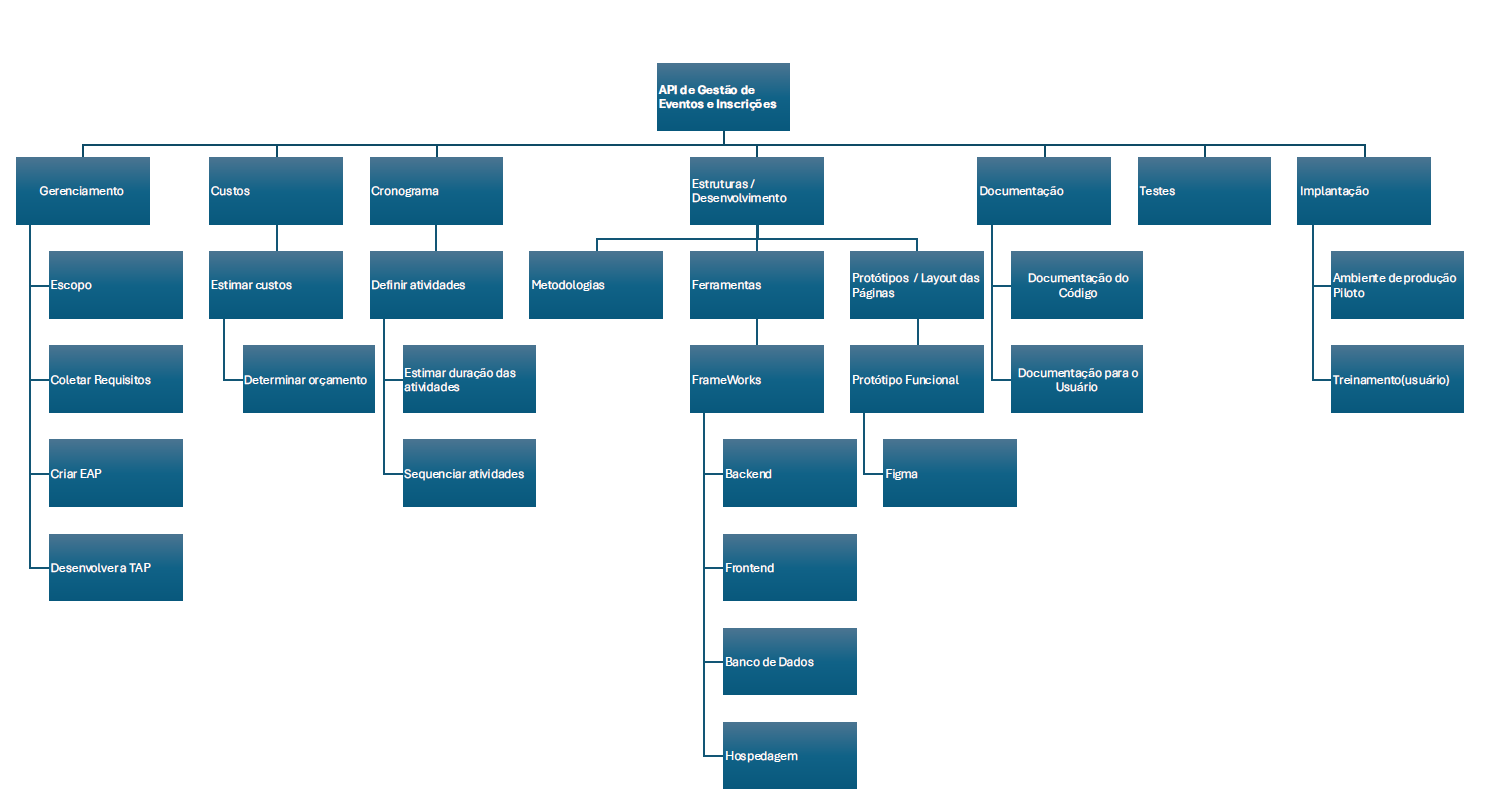 API de Gestão de
Eventos e Inscrições
Gerenciamento
Custos
Cronograma
Estruturas /
Desenvolvimento
Documentação
Testes
Implantação
Escopo
Estimar custos
Definir atividades
Metodologias
Ferramentas
Protótipos / Layout das
Páginas
Documentação do
Código
Ambiente de produção
Piloto
Coletar Requisitos
Determinar orçamento
Estimar duração das
atividades
FrameWorks
Protótipo Funcional
Documentação para o
Usuário
Treinamento(usuário)
Criar EAP
Sequenciar atividades
Backend
Figma
Desenvolver a TAP
Frontend
Banco de Dados
Hospedagem